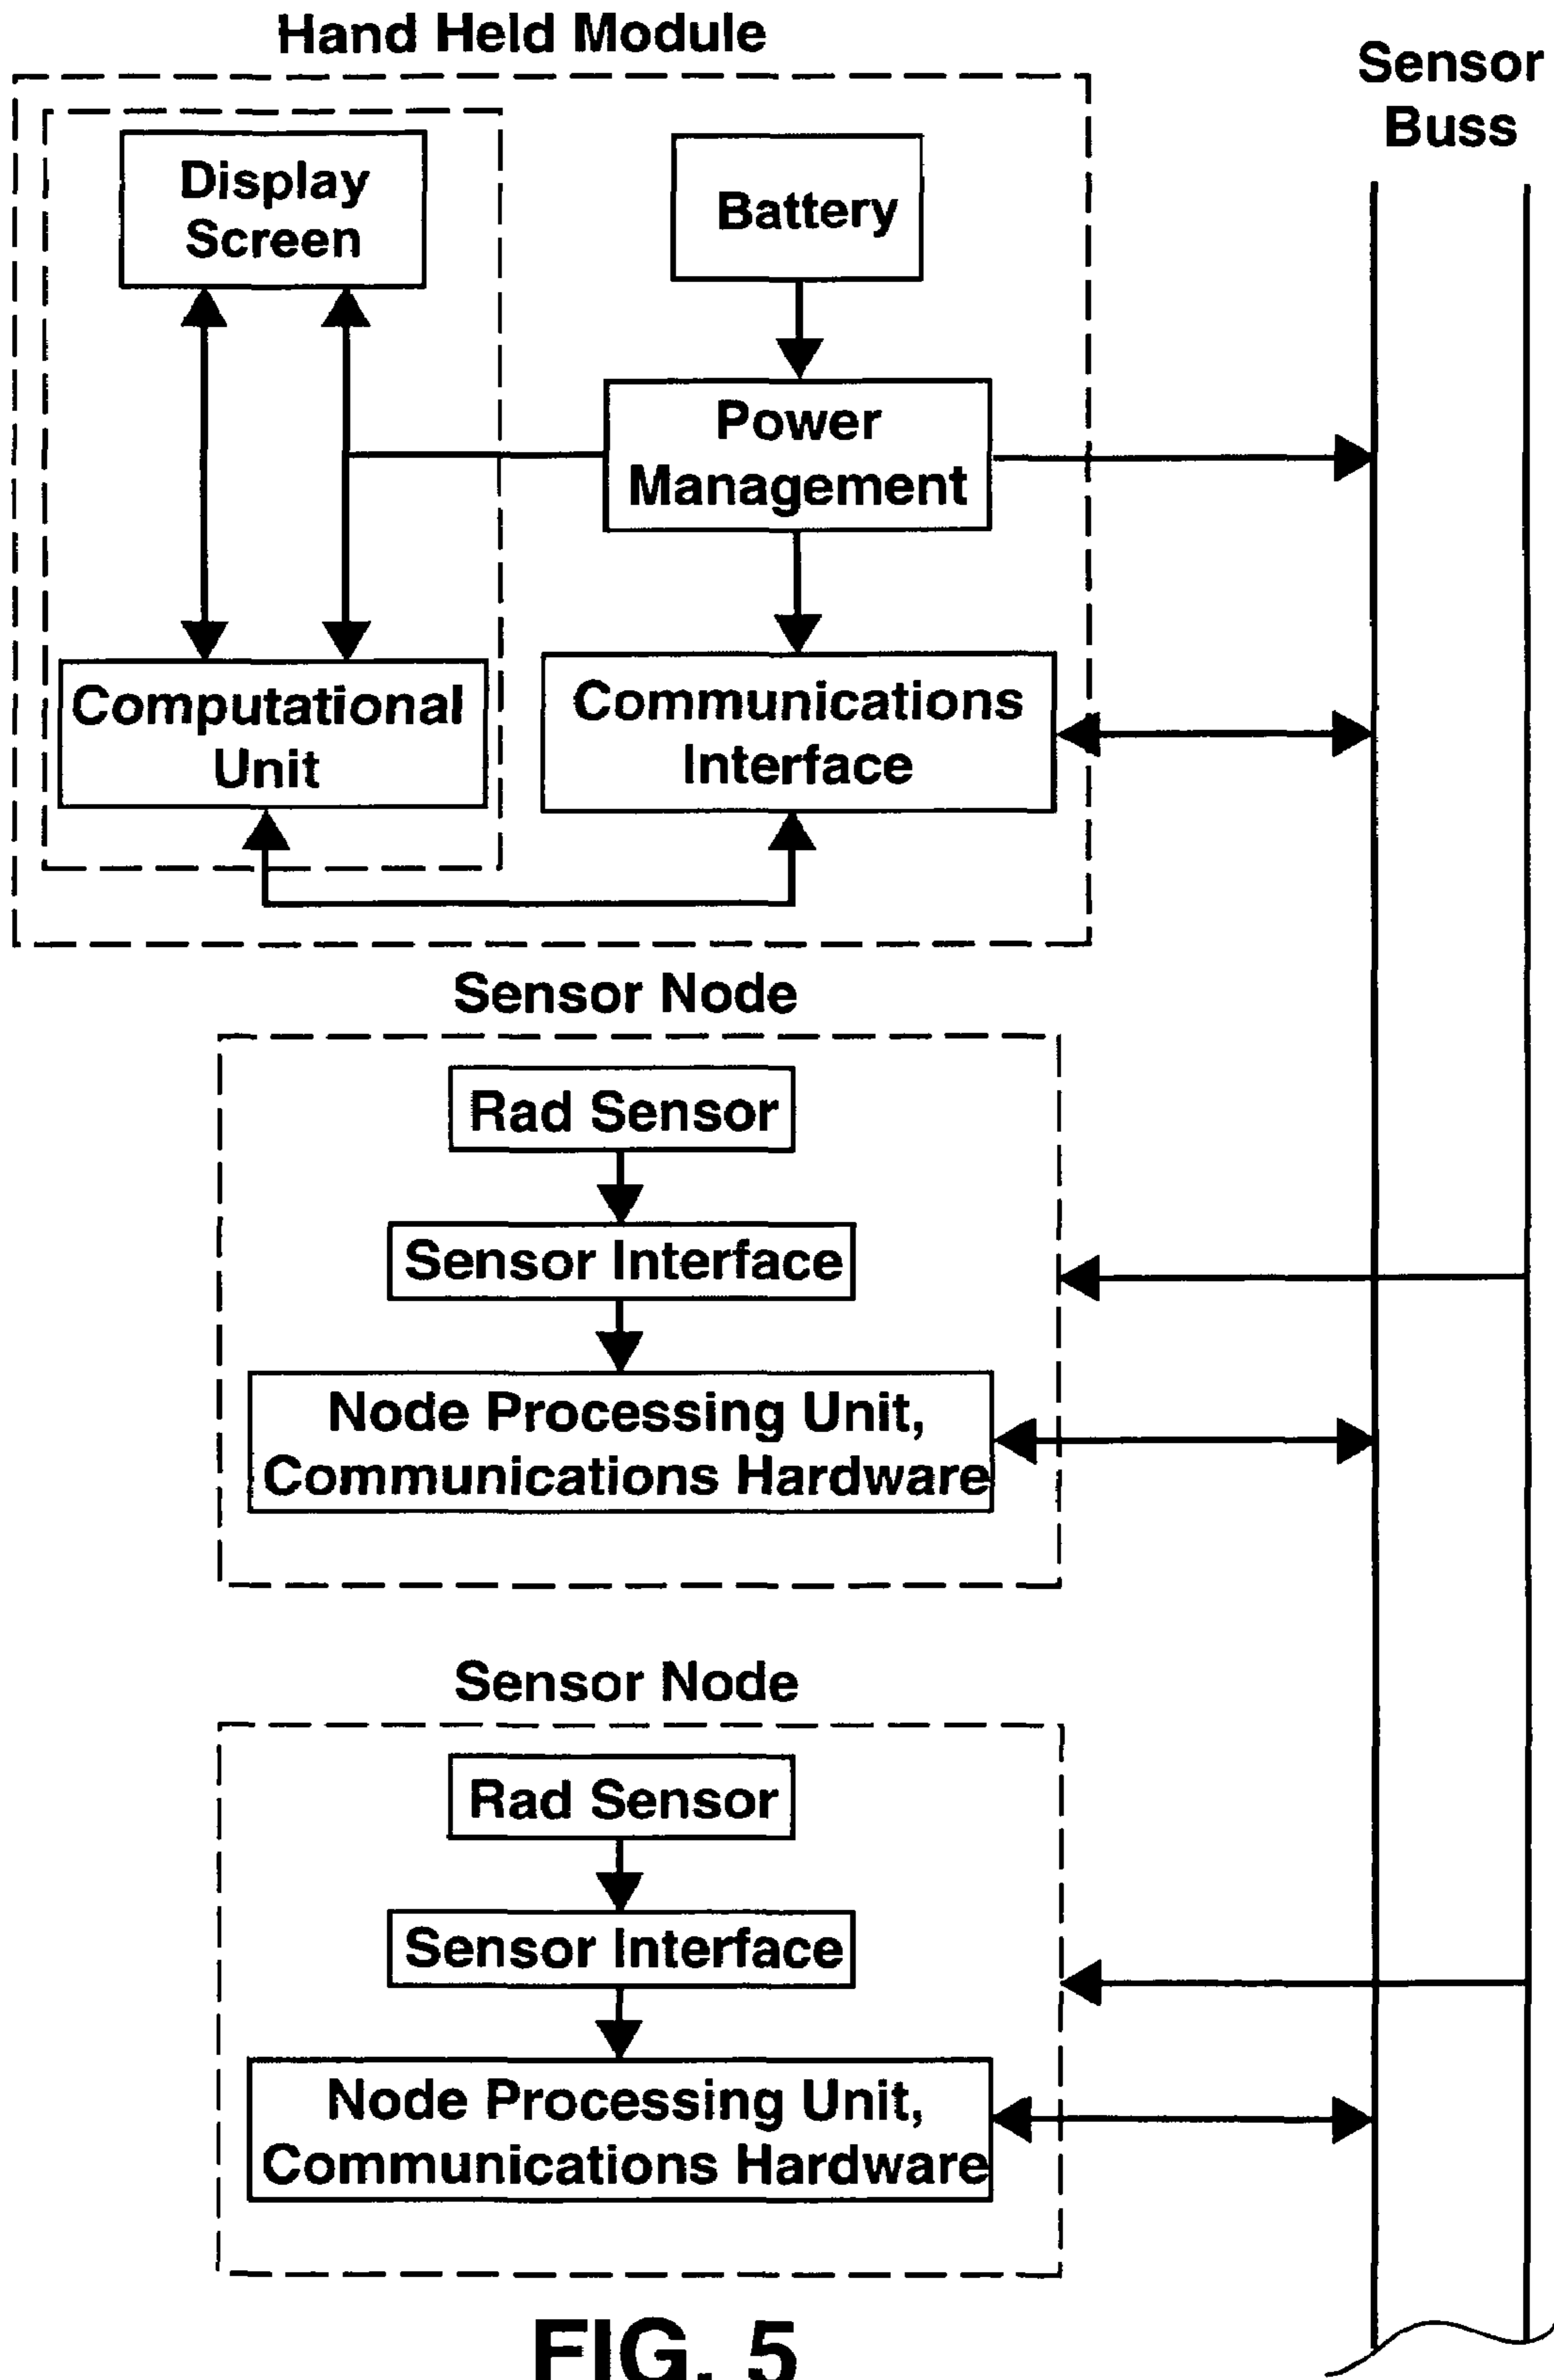 Hand Held Module
Sensor
Buss
Display
Screen
Battery
Power
Management
Computational
Unit
Communications
Interface
Sensor Node
Rad Sensor
Sensor Interface
Node Processing Unit,
Communications Hardware
Sensor Node
Rad Sensor
Sensor Interface
Node Processing Unit,
Communications Hardware
FIG. 5